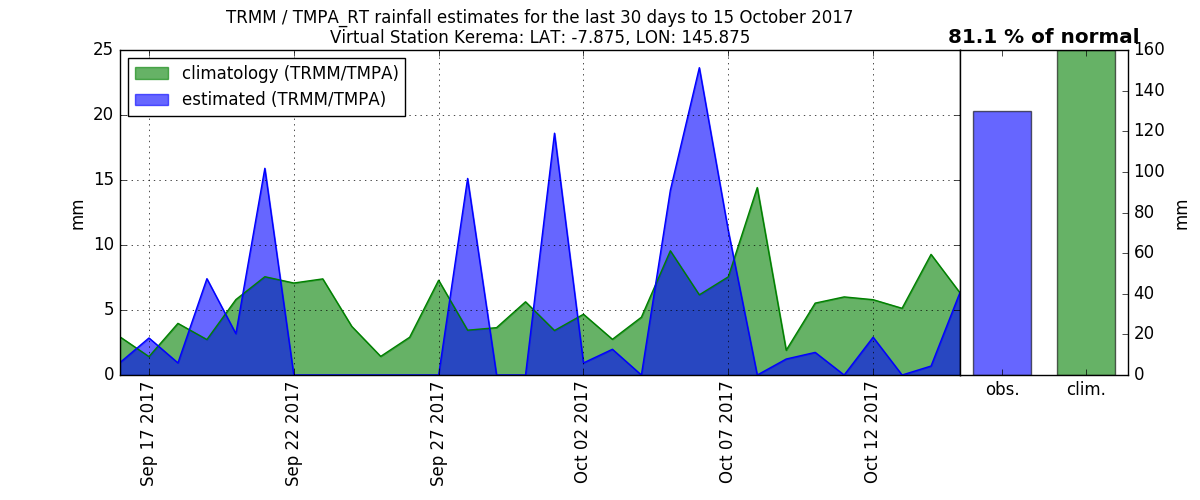 TRMM / TMPA_RT rainfall estimates for the last 30 days to 15 October 2017
Virtual Station Kerema: LAT: -7.875, LON: 145.875
81.1 % of normal
climatology (TRMM/TMPA)
estimated (TRMM/TMPA)
25
20
15
10
5
0
mm
Sep 17 2017
Sep 22 2017
Sep 27 2017
Oct 02 2017
Oct 07 2017
Oct 12 2017
obs.
clim.
160
140
120
100
80
60
40
20
0
mm